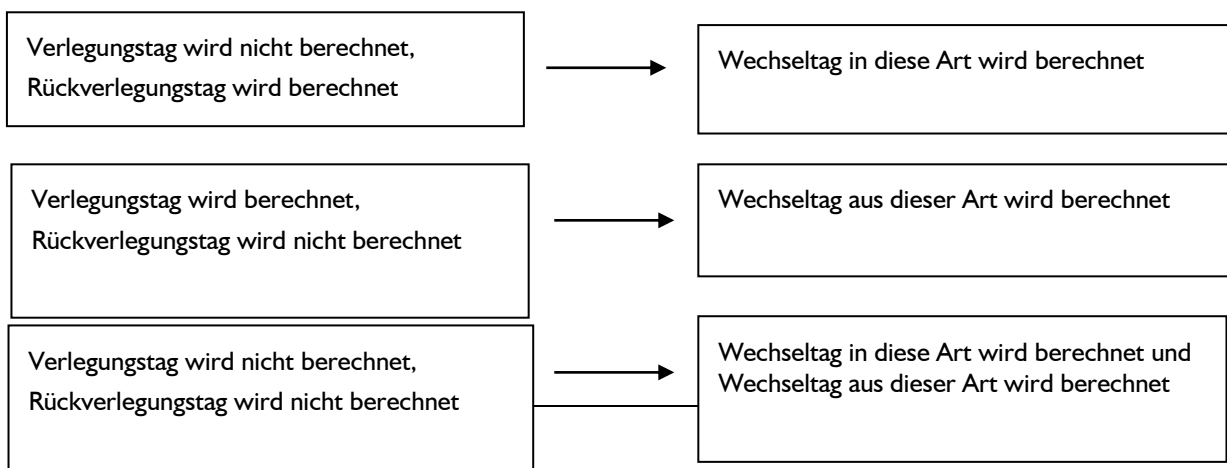 Verlegungstag wird nicht berechnet,
Rückverlegungstag wird berechnet
Wechseltag in diese Art wird berechnet
Verlegungstag wird berechnet,
Rückverlegungstag wird nicht berechnet
Wechseltag aus dieser Art wird berechnet
Verlegungstag wird nicht berechnet,
Rückverlegungstag wird nicht berechnet
Wechseltag in diese Art wird berechnet und
Wechseltag aus dieser Art wird berechnet